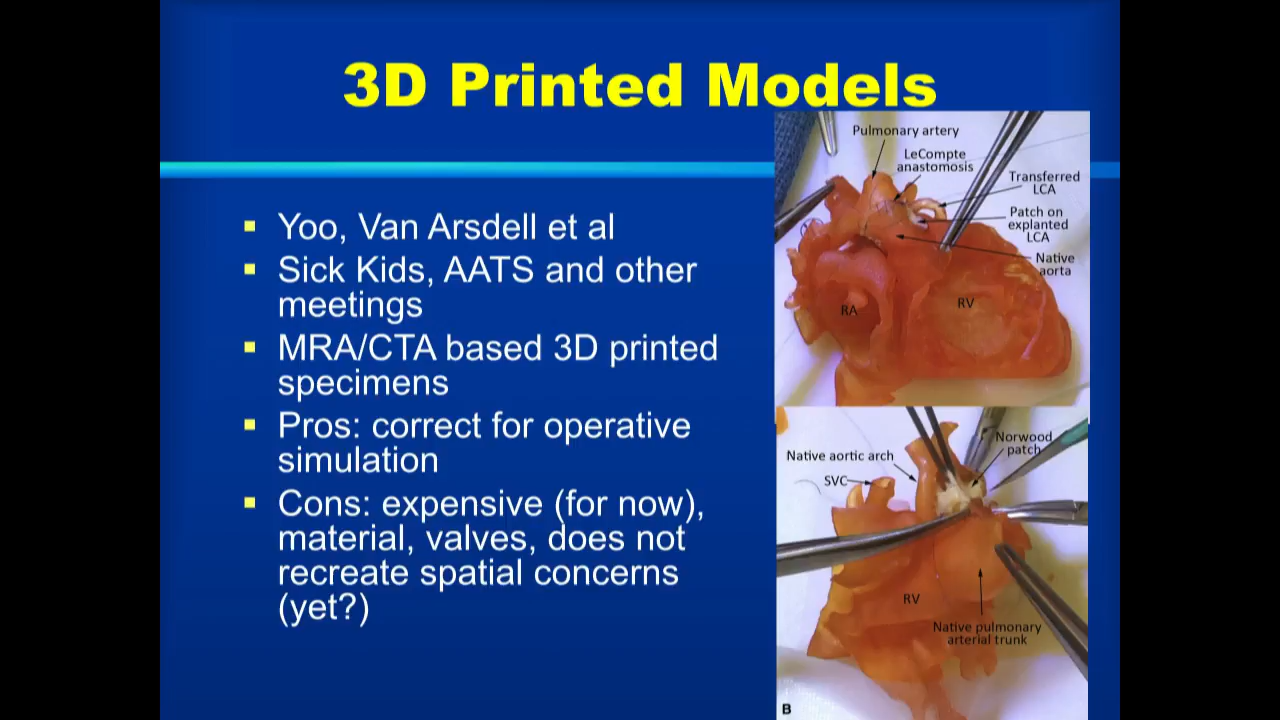 3D Printed Models
Yoo, Van Arsdell et al
Sick Kids, AATS and other
meetings
MRA/CTA based 3D printed
specimens
Pros: correct for operative
simulation
Cons: expensive (for now),
material, valves, does not
recreate spatial concerns
(yet?)
Pulmonary artery
LeCompte
anastomosis
Transferred
LCA
Patch on
explanted
LCA
Native
aorta
RA
RV
Norwood
patch
Native aortic arch
SVC
RV
Native pulmonary
arterial trunk
B